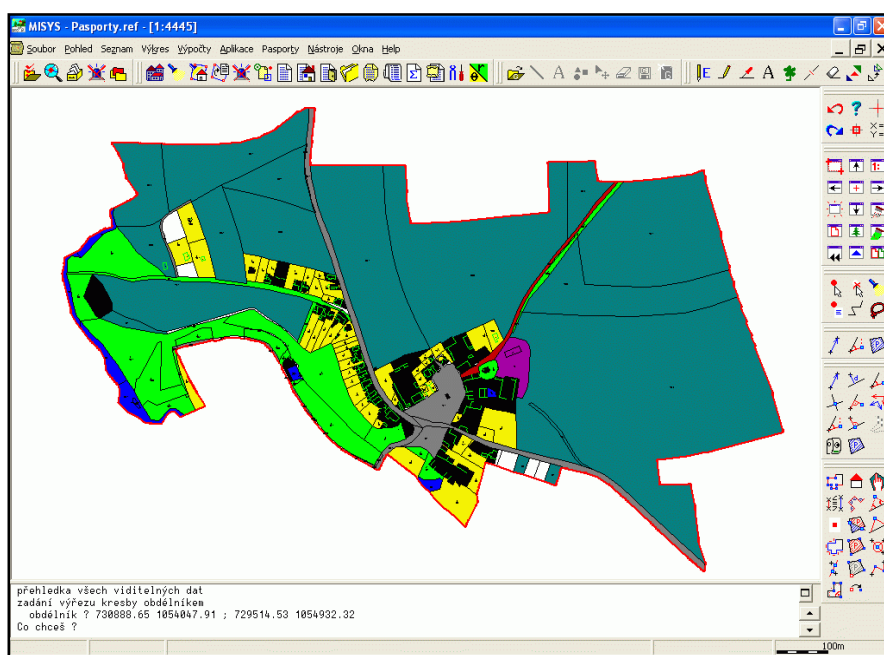 MISYS - Pasporty.ref - [1:4445]
Soubor Pohled Seznam Výkres Výpočty Aplikace Pasporty Nástroje Okna Help
přehledka všech viditelných dat
zadání výřezu kresby obdélníkem
obdélník ? 730888.65 1054047.91 ; 729514.53 1054932.32
Co chceš ?
100m